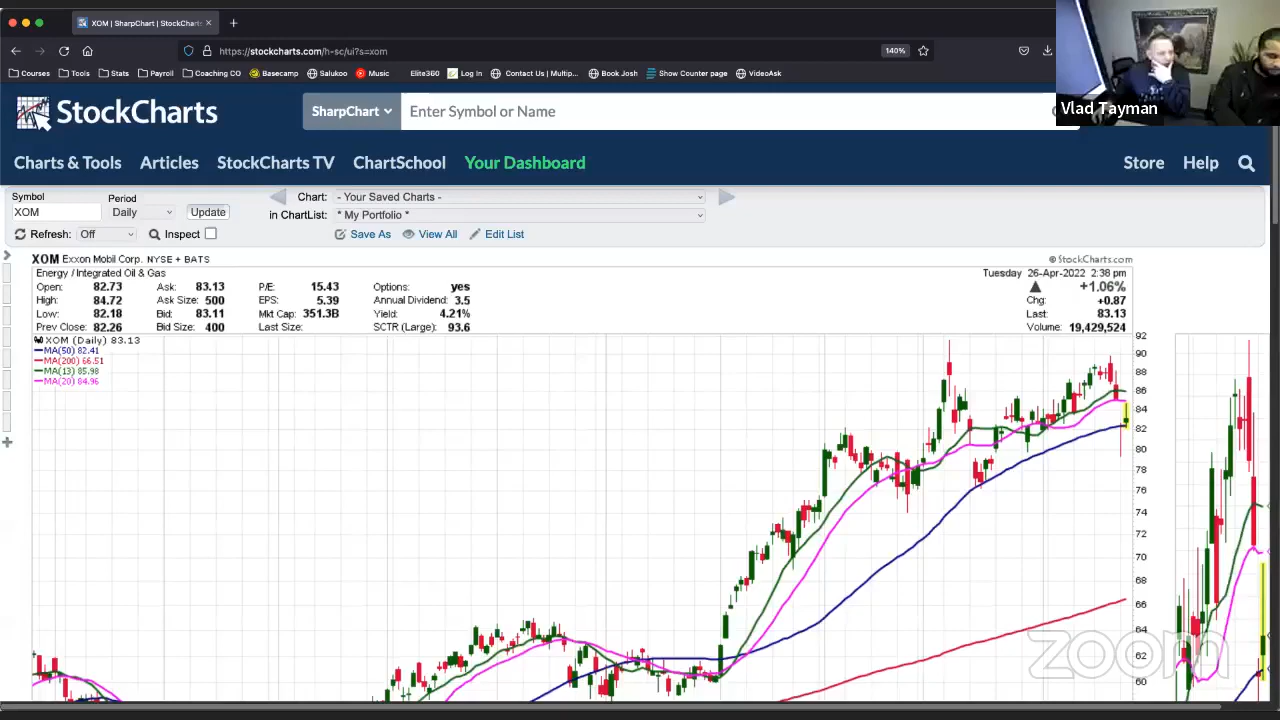 XOM | SharpChart | StockCharts
https://stockcharts.com/h-sc/ui?s=xom
140%
Courses Tools Stats Payroll Coaching CO Basecamp Salukoo Music Elite360 Log In Contact Us | Multip... Book Josh Show Counter page VideoAsk
Vlad Tayman
StockCharts
SharpChart
Enter Symbol or Name
Charts & Tools Articles StockCharts TV ChartSchool Your Dashboard Store Help
Symbol Period Chart: - Your Saved Charts -
XOM Daily Update in ChartList: * My Portfolio *
Refresh: Off Inspect Save As View All Edit List
XOM Exxon Mobil Corp. NYSE + BATS © StockCharts.com
Energy / Integrated Oil & Gas Tuesday 26-Apr-2022 2:38 pm
Open: 82.73 Ask: 83.13 P/E: 15.43 Options: yes +1.06%
High: 84.72 Ask Size: 500 EPS: 5.39 Annual Dividend: 3.5 Chg: +0.87
Low: 82.18 Bid: 83.11 Mkt Cap: 351.3B Yield: 4.21% Last: 83.13
Prev Close: 82.26 Bid Size: 400 Last Size: SCTR (Large): 93.6 Volume: 19,429,524
XOM (Daily) 83.13
MA(50) 82.41
MA(200) 66.51
MA(13) 85.98
MA(20) 84.96
92
90
88
86
84
82
80
78
76
74
72
70
68
66
64
62
60
zoom